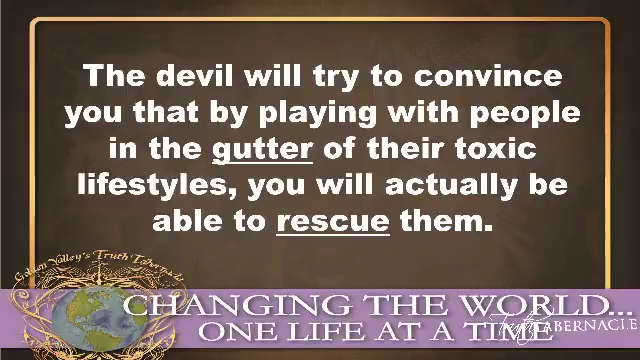 The devil will try to convince
you that by playing with people
in the gutter of their toxic
lifestyles, you will actually be
able to rescue them.
Golden Valley's Truth Tabernacle
CHANGING THE WORLD...
ONE LIFE AT A TIME
Truth TABERNACLE